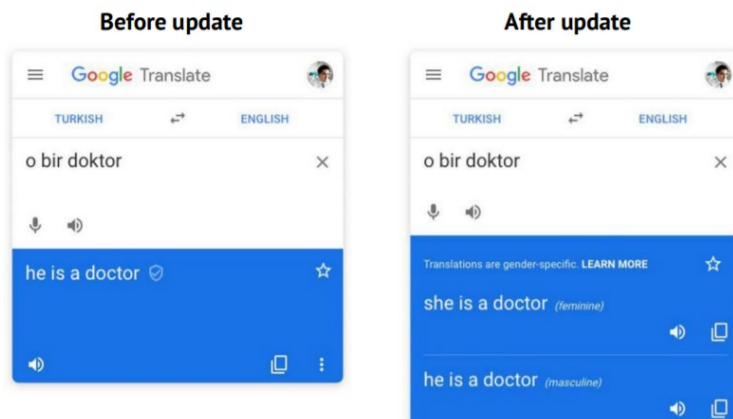 Before update
Google Translate
TURKISH ENGLISH
o bir doktor
he is a doctor
After update
Google Translate
TURKISH ENGLISH
o bir doktor
Translations are gender-specific. LEARN MORE
she is a doctor (feminine)
he is a doctor (masculine)